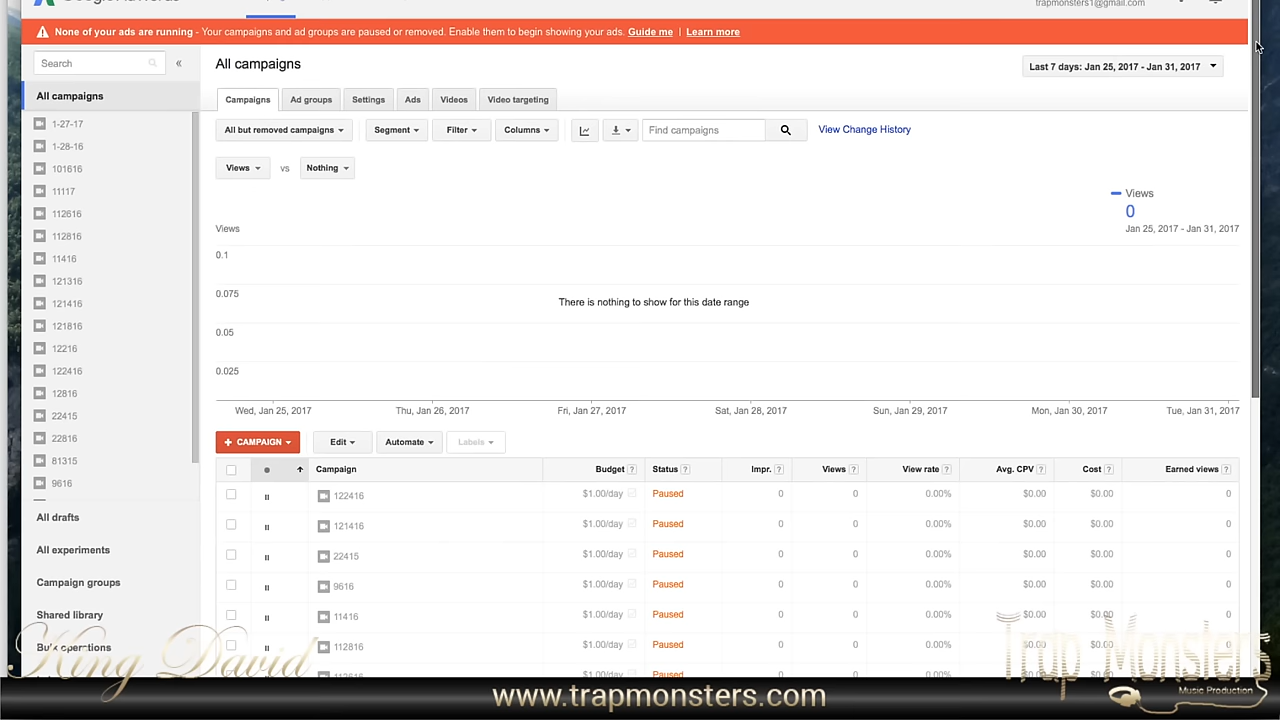 trapmonsters1@gmail.com
None of your ads are running - Your campaigns and ad groups are paused or removed. Enable them to begin showing your ads. Guide me | Learn more
Search «
All campaigns
Last 7 days: Jan 25, 2017 - Jan 31, 2017
All campaigns
Campaigns Ad groups Settings Ads Videos Video targeting
1-27-17
1-28-16
101616
11117
112616
112816
11416
121316
121416
121816
12216
122416
12816
22415
22816
81315
9616
All drafts
All experiments
Campaign groups
Shared library
Bulk operations
All but removed campaigns Segment Filter Columns Find campaigns View Change History
Views vs Nothing
Views
0
Jan 25, 2017 - Jan 31, 2017
Views
0.1
0.075
There is nothing to show for this date range
0.05
0.025
Wed, Jan 25, 2017 Thu, Jan 26, 2017 Fri, Jan 27, 2017 Sat, Jan 28, 2017 Sun, Jan 29, 2017 Mon, Jan 30, 2017 Tue, Jan 31, 2017
+ CAMPAIGN Edit Automate Labels
Campaign Budget ? Status ? Impr. ? Views ? View rate ? Avg. CPV ? Cost ? Earned views ?
122416 $1.00/day Paused 0 0 0.00% $0.00 $0.00 0
121416 $1.00/day Paused 0 0 0.00% $0.00 $0.00 0
22415 $1.00/day Paused 0 0 0.00% $0.00 $0.00 0
9616 $1.00/day Paused 0 0 0.00% $0.00 $0.00 0
11416 $1.00/day Paused 0 0 0.00% $0.00 $0.00 0
112816 $1.00/day Paused 0 0 0.00% $0.00 $0.00 0
King David
Trap Monsters
Music Production
www.trapmonsters.com